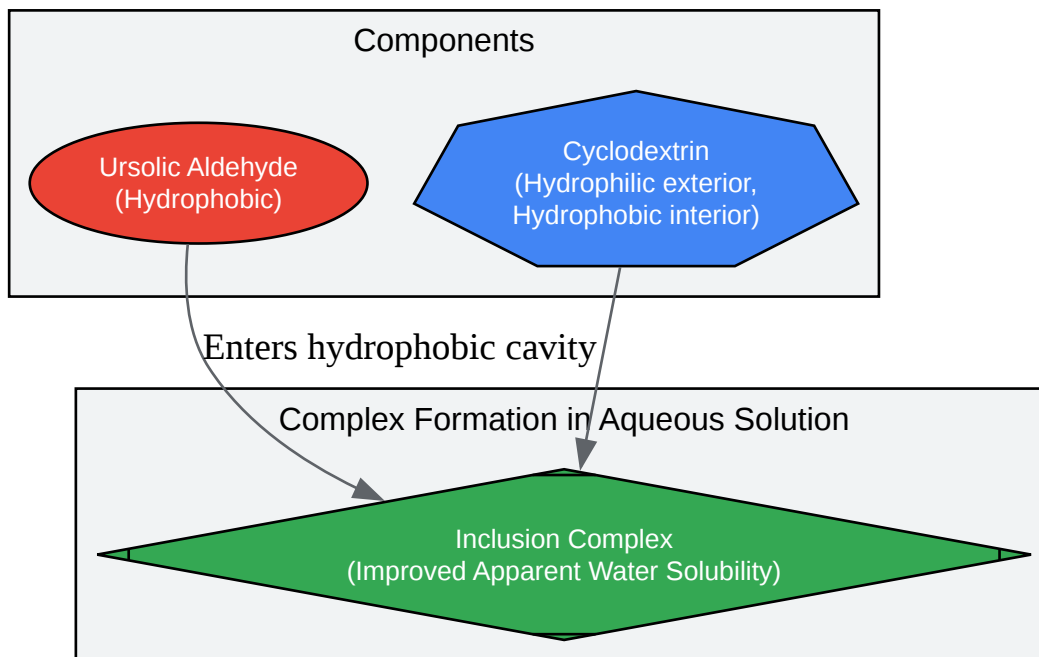 Components
Ursolic Aldehyde
(Hydrophobic)
Cyclodextrin
(Hydrophilic exterior,
Hydrophobic interior)
Enters hydrophobic cavity
Complex Formation in Aqueous Solution
Inclusion Complex
(Improved Apparent Water Solubility)